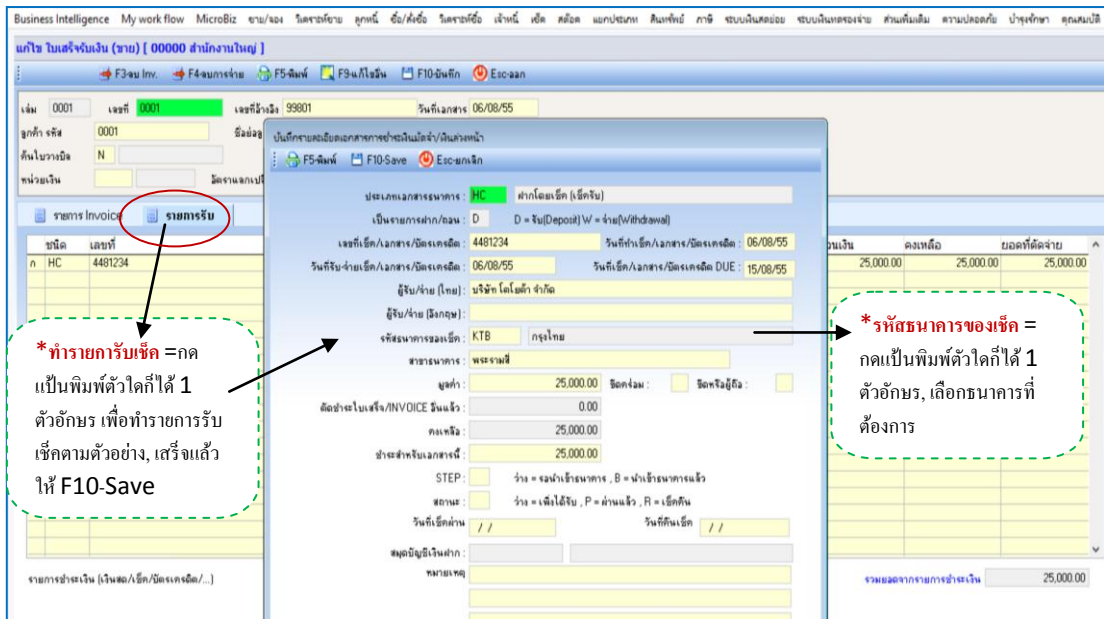 Business Intelligence My work flow MicroBiz ขาย/จอง วิเคราะห์ขาย ลูกหนี้ ซื้อ/สั่งซื้อ วิเคราะห์ซื้อ เจ้าหนี้ เช็ค สต๊อค แยกประเภท สินทรัพย์ ภาษี ระบบเงินสดย่อย ระบบเงินทดรองจ่าย ส่วนเพิ่มเติม ความปลอดภัย บำรุงรักษา คุณสมบัติ
แก้ไข ใบเสร็จรับเงิน (ขาย) [ 00000 สำนักงานใหญ่ ]
F3-ลบ Inv. F4-ลบการจ่าย F5-พิมพ์ F9-แก้ไขอื่น F10-บันทึก Esc-ออก
เล่ม 0001 เลขที่ 0001 เลขที่อ้างอิง 99801 วันที่เอกสาร 06/08/55
ลูกค้า รหัส 0001 ชื่อย่อลู
ค้นใบวางบิล N
หน่วยเงิน อัตราแลกเปลี่
บันทึกรายละเอียดเอกสารการชำระเงินมัดจำ/เงินล่วงหน้า
F5-พิมพ์ F10-Save Esc-ยกเลิก
ประเภทเอกสารธนาคาร : HC ฝากโดยเช็ค (เช็ครับ)
เป็นรายการฝาก/ถอน : D D = รับ(Deposit) W = จ่าย(Withdrawal)
เลขที่เช็ค/เอกสาร/บัตรเครดิต : 4481234 วันที่ทำเช็ค/เอกสาร/บัตรเครดิต : 06/08/55
วันที่รับ-จ่ายเช็ค/เอกสาร/บัตรเครดิต : 06/08/55 วันที่เช็ค/เอกสาร/บัตรเครดิต DUE : 15/08/55
ผู้รับ/จ่าย (ไทย) : บริษัท โตโยต้า จำกัด
ผู้รับ/จ่าย (อังกฤษ) :
รหัสธนาคารของเช็ค : KTB กรุงไทย
สาขาธนาคาร : พระรามสี่
มูลค่า : 25,000.00 ขีดคร่อม : ขีดหรือผู้ถือ :
ตัดชำระใบเสร็จ/INVOICE อื่นแล้ว : 0.00
คงเหลือ : 25,000.00
ชำระสำหรับเอกสารนี้ : 25,000.00
STEP : ว่าง = รอนำเข้าธนาคาร , B = นำเข้าธนาคารแล้ว
สถานะ : ว่าง = เพิ่งได้รับ , P = ผ่านแล้ว , R = เช็คคืน
วันที่เช็คผ่าน / / วันที่คืนเช็ค / /
สมุดบัญชีเงินฝาก :
หมายเหตุ
รายการ Invoice รายการรับ
ชนิด เลขที่ วนเงิน คงเหลือ ยอดที่ตัดจ่าย
ก HC 4481234 25,000.00 25,000.00 25,000.00
*ทำรายการับเช็ค =กด
แป้นพิมพ์ตัวใดก็ได้ 1
ตัวอักษร เพื่อทำรายการรับ
เช็คตามตัวอย่าง, เสร็จแล้ว
ให้ F10-Save
*รหัสธนาคารของเช็ค =
กดแป้นพิมพ์ตัวใดก็ได้ 1
ตัวอักษร, เลือกธนาคารที่
ต้องการ
รายการชำระเงิน (เงินสด/เช็ค/บัตรเครดิต/...) รวมยอดจากรายการชำระเงิน 25,000.00